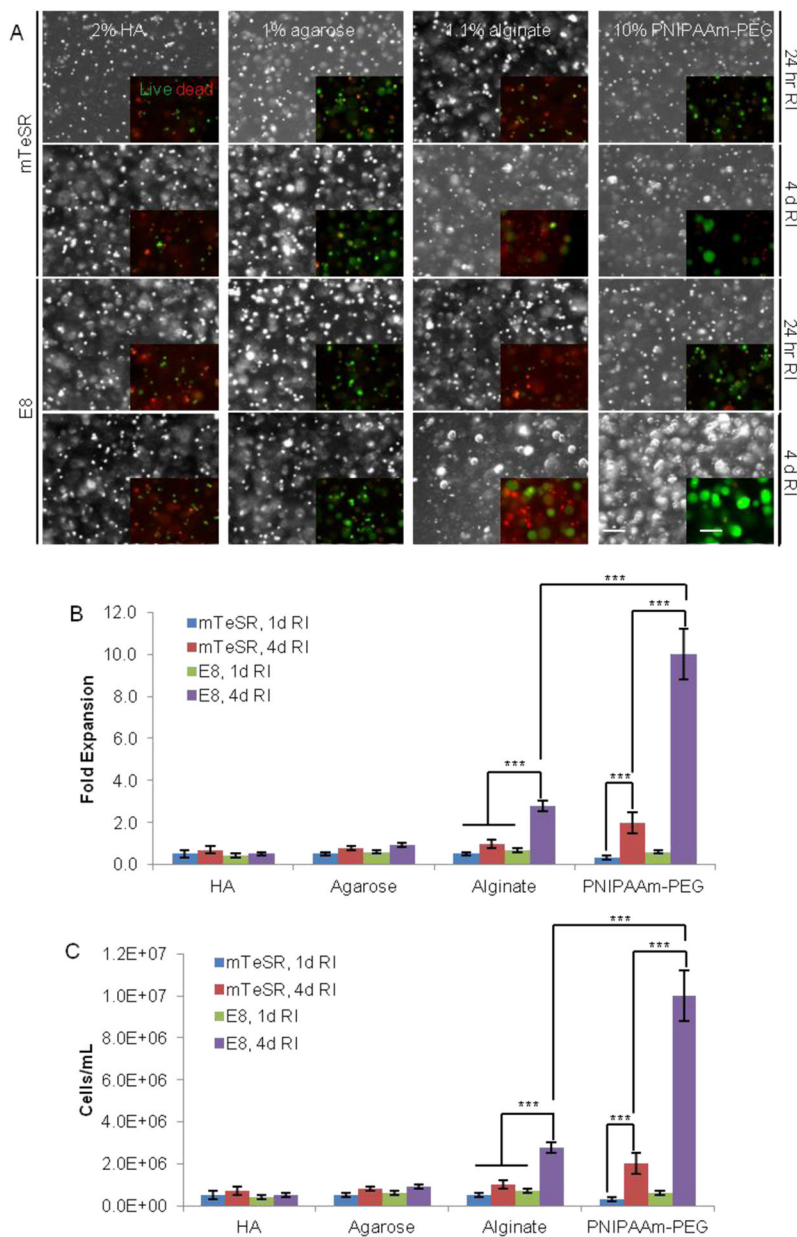 A
2% HA
1% agarose
1.1% alginate
10% PNIPAAm-PEG
Live dead
mTeSR
E8
24 hr RI
4 d RI
24 hr RI
4 d RI
B
mTeSR, 1d RI
mTeSR, 4d RI
E8, 1d RI
E8, 4d RI
Fold Expansion
12.0
10.0
8.0
6.0
4.0
2.0
0.0
***
***
***
***
HA
Agarose
Alginate
PNIPAAm-PEG
C
mTeSR, 1d RI
mTeSR, 4d RI
E8, 1d RI
E8, 4d RI
Cells/mL
1.2E+07
1.0E+07
8.0E+06
6.0E+06
4.0E+06
2.0E+06
0.0E+00
***
***
***
***
HA
Agarose
Alginate
PNIPAAm-PEG